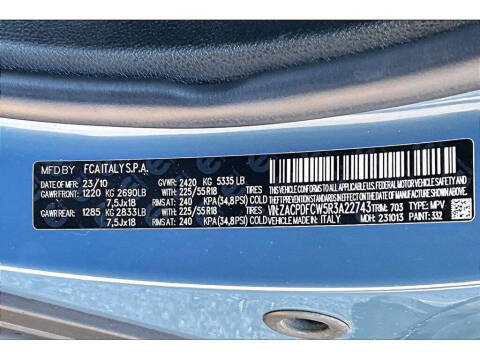 MFD BY FCA ITALY S.P.A.
DATE OF MFR 23/10 GVWR: 2420 KG 5335 LB
GAWR FRONT: 1220 KG 2690LB WITH: 225/55R18 TIRES
7,5Jx18 RIMS AT: 240 KPA (34,8PSI) COLD
GAWR REAR: 1285 KG 2833LB WITH: 225/55R18 TIRES
7,5Jx18 RIMS AT: 240 KPA (34,8PSI) COLD
THIS VEHICLE CONFORMS TO ALL APPLICABLE
FEDERAL MOTOR VEHICLE SAFETY, BUMPER, AND
THEFT PREVENTION STANDARDS IN EFFECT ON
THE DATE OF MANUFACTURE SHOWN ABOVE
VIN: ZACPDFCW5R3A22743 TRIM: 703 TYPE: MPV
VEHICLE MADE IN: ITALY MDH: 231013 PAINT: 332